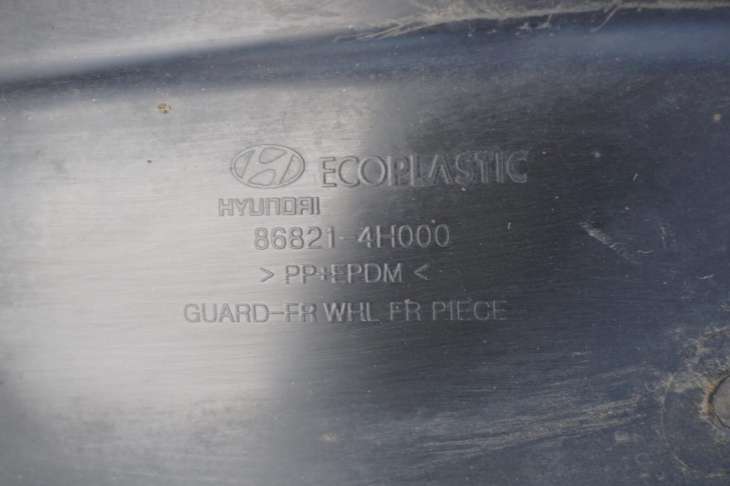 ECOPLASTIC
HYUNDAI
86821-4H000
> PP+EPDM <
GUARD-FR WHL FR PIECE